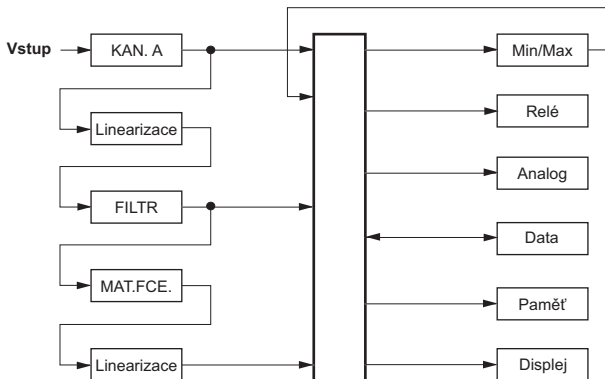 Vstup
KAN. A
Min/Max
Relé
Linearizace
Analog
FILTR
Data
MAT.FCE.
Paměť
Linearizace
Displej